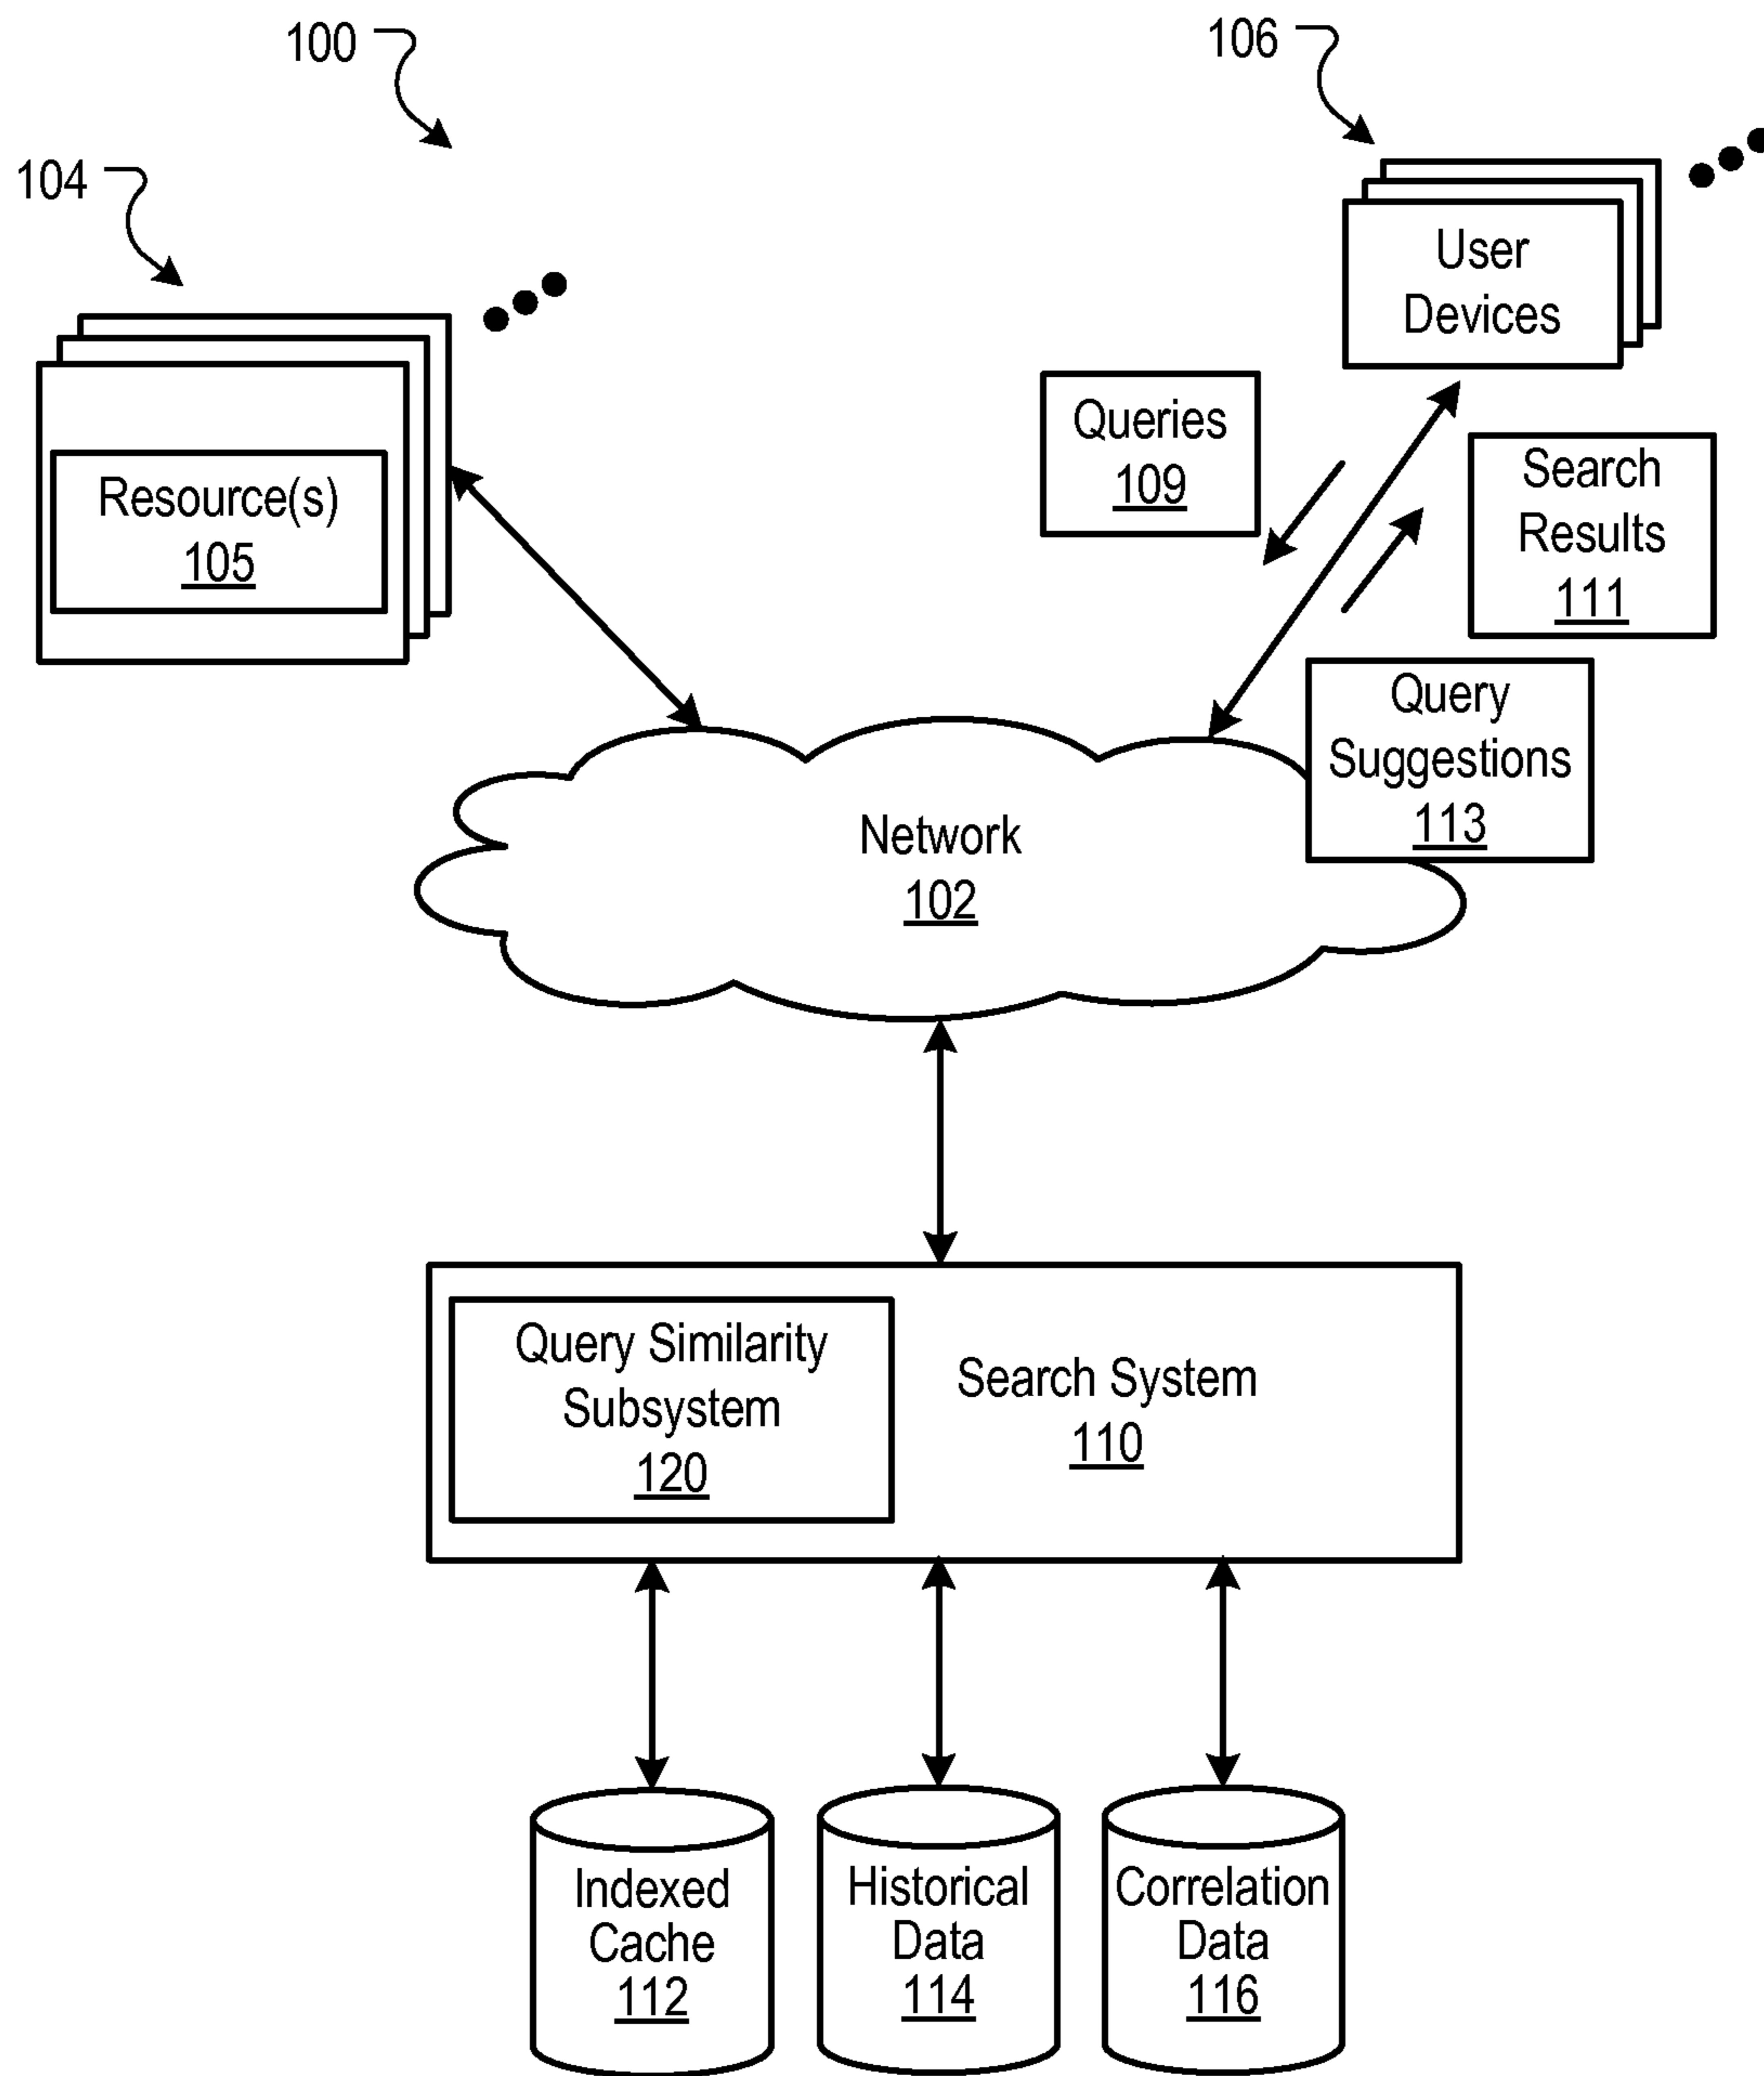 100
106
104
User
Devices
Queries
109
Search
Results
111
Resource(s)
105
Query
Suggestions
113
Network
102
Query Similarity
Subsystem
120
Search System
110
Indexed
Cache
112
Historical
Data
114
Correlation
Data
116